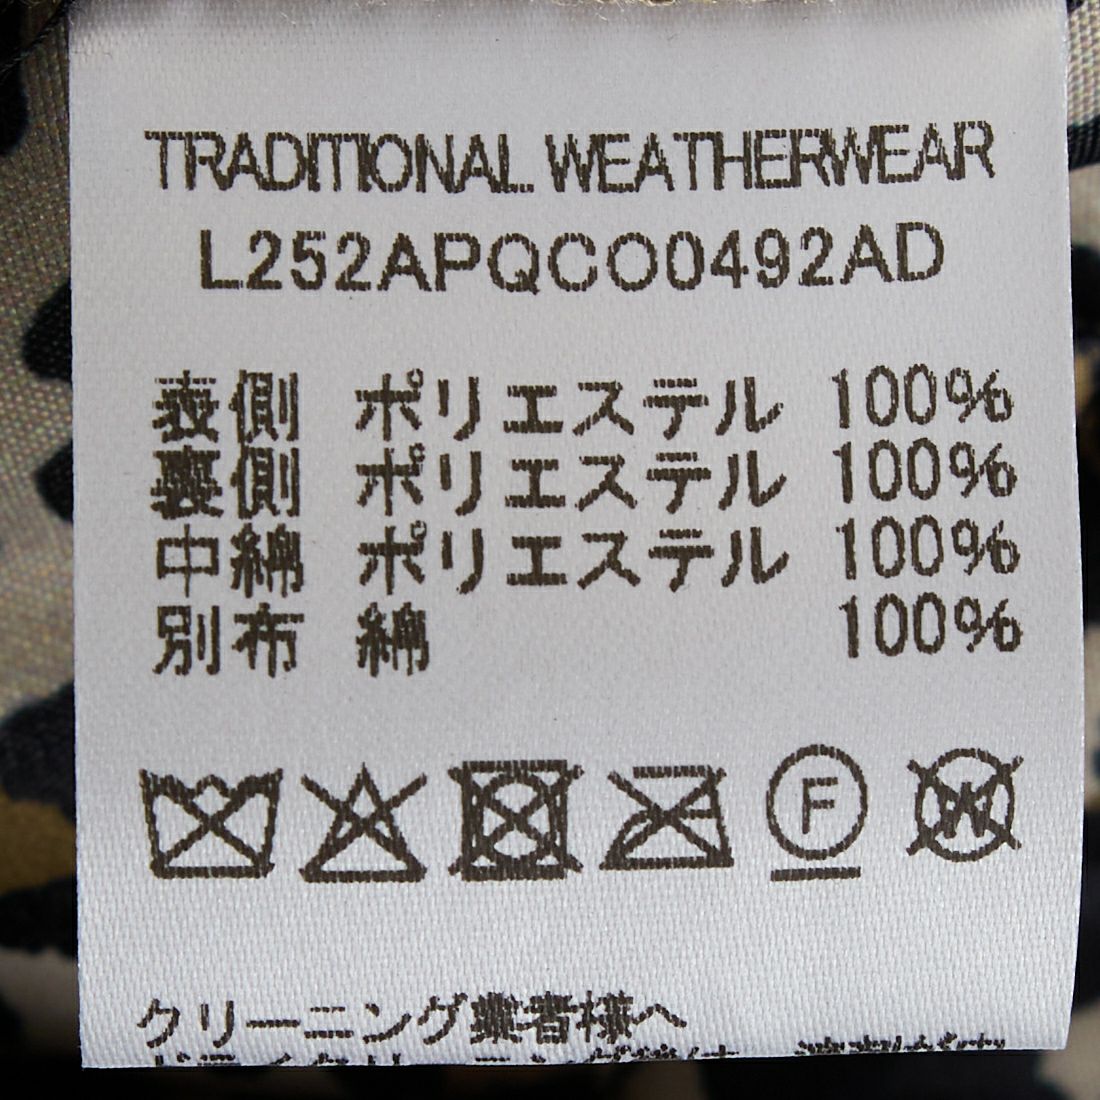 TRADITIONAL WEATHERWEAR
L252APQCO0492AD
表側 ポリエステル 100%
裏側 ポリエステル 100%
中綿 ポリエステル 100%
別布 綿 100%
F W
クリーニング業者様へ